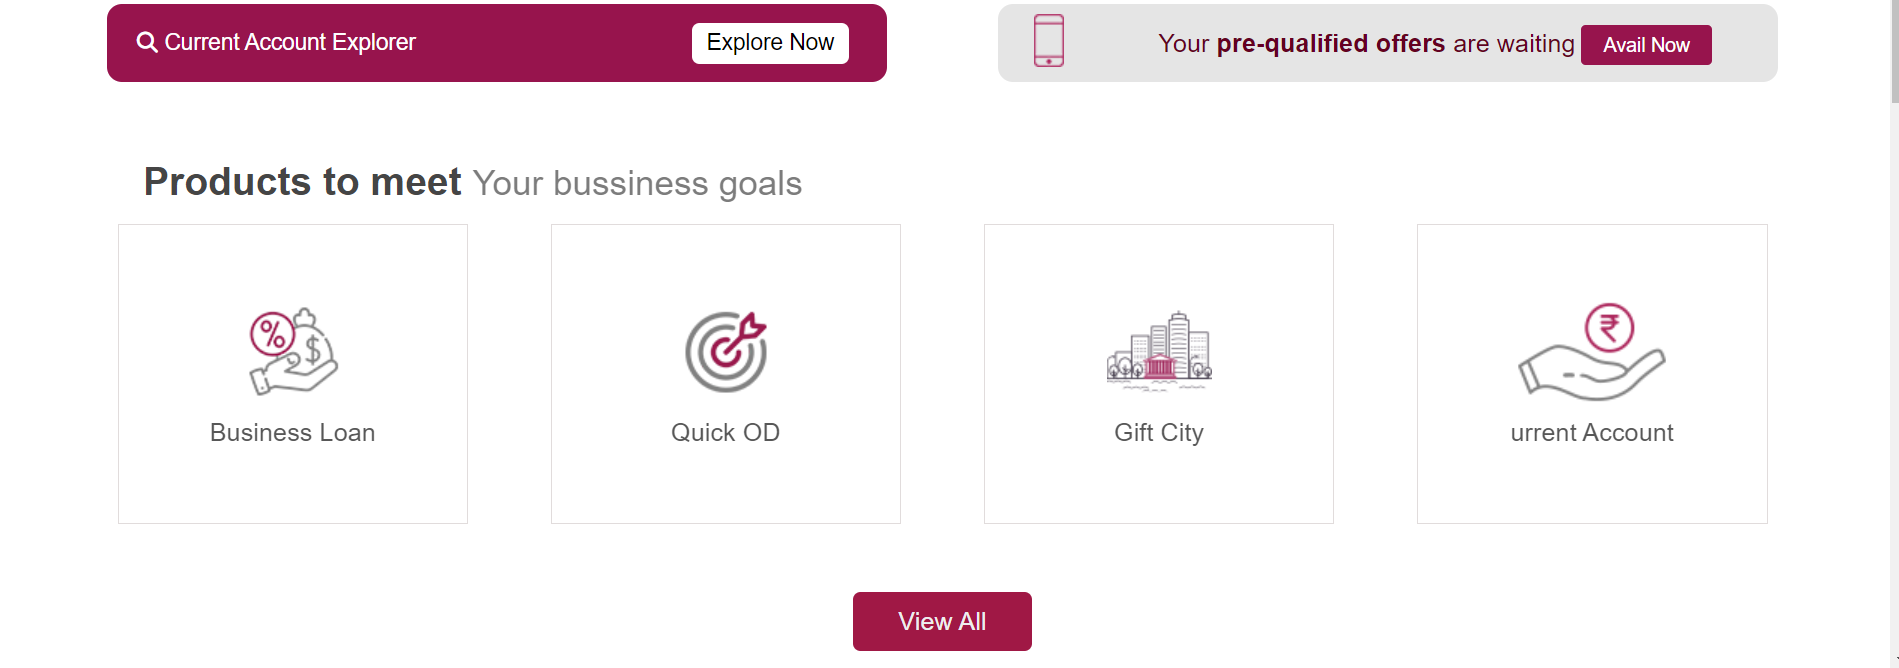 Current Account Explorer Explore Now
Your pre-qualified offers are waiting Avail Now
Products to meet Your bussiness goals
% $
₹
Business Loan
Quick OD
Gift City
urrent Account
View All